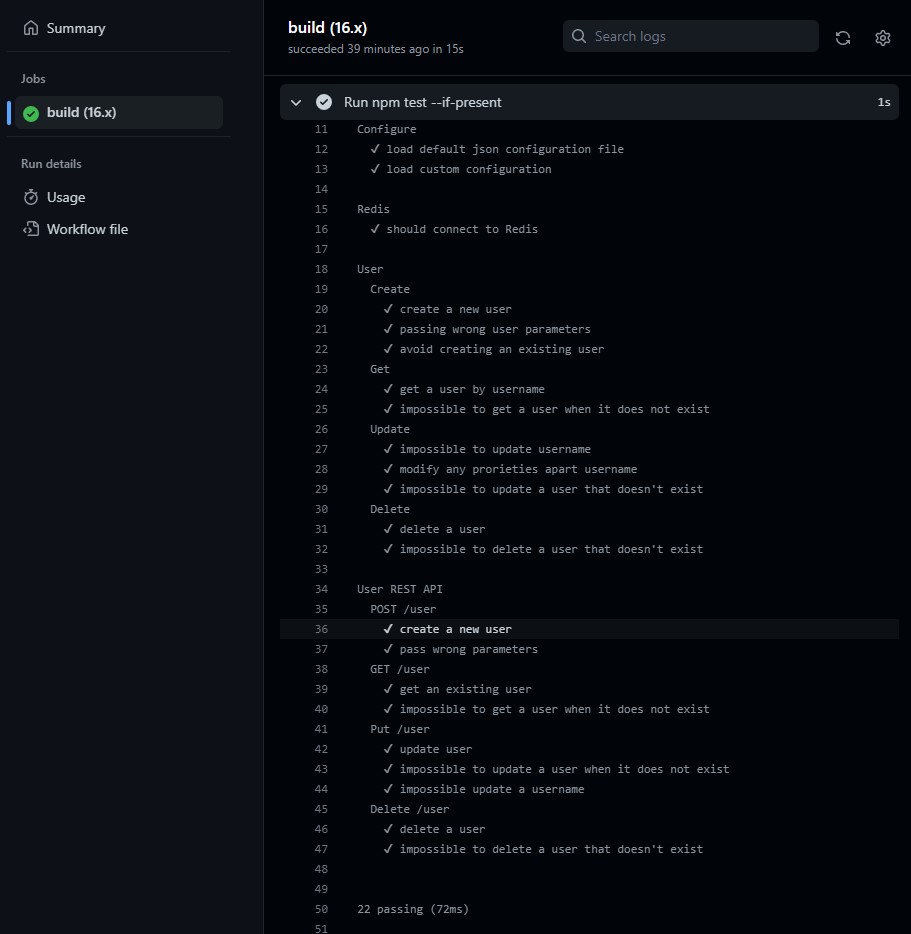 Summary
Jobs
build (16.x)
Run details
Usage
Workflow file
build (16.x)
succeeded 39 minutes ago in 15s
Search logs
Run npm test --if-present 1s
11 Configure
12 ✓ load default json configuration file
13 ✓ load custom configuration
14
15 Redis
16 ✓ should connect to Redis
17
18 User
19 Create
20 ✓ create a new user
21 ✓ passing wrong user parameters
22 ✓ avoid creating an existing user
23 Get
24 ✓ get a user by username
25 ✓ impossible to get a user when it does not exist
26 Update
27 ✓ impossible to update username
28 ✓ modify any prorieties apart username
29 ✓ impossible to update a user that doesn't exist
30 Delete
31 ✓ delete a user
32 ✓ impossible to delete a user that doesn't exist
33
34 User REST API
35 POST /user
36 ✓ create a new user
37 ✓ pass wrong parameters
38 GET /user
39 ✓ get an existing user
40 ✓ impossible to get a user when it does not exist
41 Put /user
42 ✓ update user
43 ✓ impossible to update a user when it does not exist
44 ✓ impossible update a username
45 Delete /user
46 ✓ delete a user
47 ✓ impossible to delete a user that doesn't exist
48
49
50 22 passing (72ms)
51